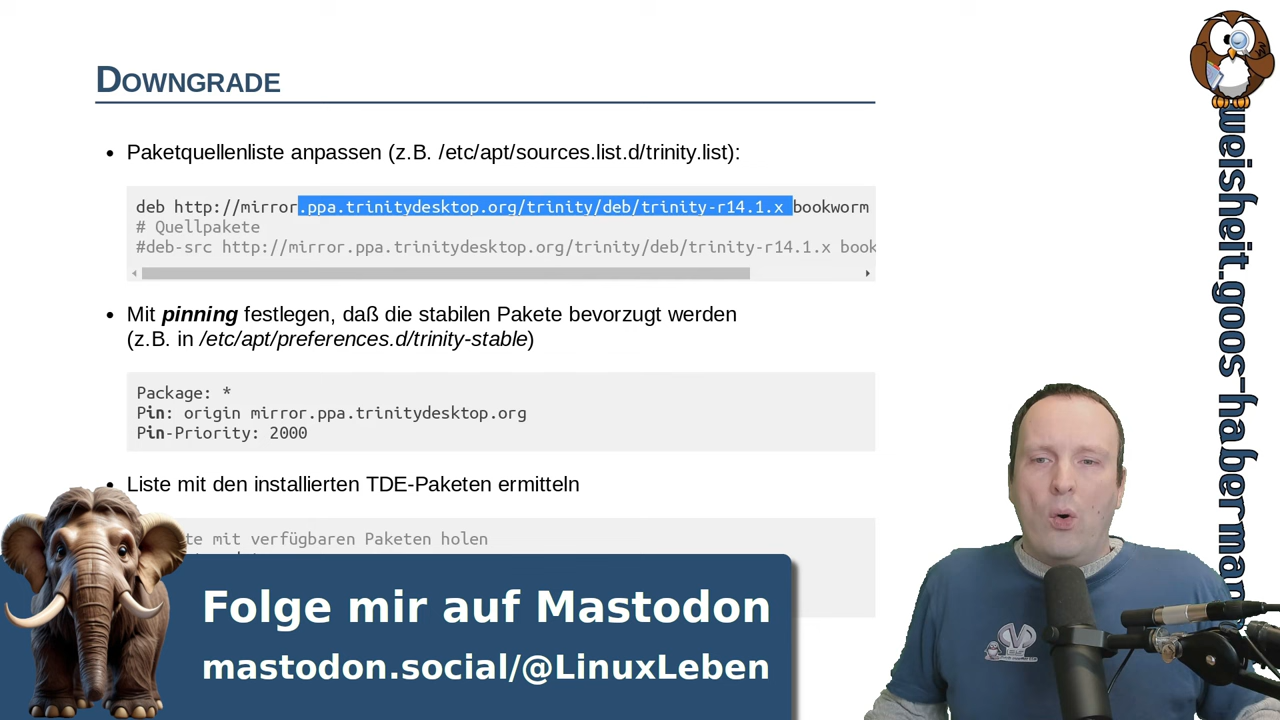 Downgrade
• Paketquellenliste anpassen (z.B. /etc/apt/sources.list.d/trinity.list):
deb http://mirror.ppa.trinitydesktop.org/trinity/deb/trinity-r14.1.x bookworm
# Quellpakete
#deb-src http://mirror.ppa.trinitydesktop.org/trinity/deb/trinity-r14.1.x book
• Mit pinning festlegen, daß die stabilen Pakete bevorzugt werden
(z.B. in /etc/apt/preferences.d/trinity-stable)
Package: *
Pin: origin mirror.ppa.trinitydesktop.org
Pin-Priority: 2000
• Liste mit den installierten TDE-Paketen ermitteln
te mit verfügbaren Paketen holen
Folge mir auf Mastodon
mastodon.social/@LinuxLeben
weisheit.goos-haberman